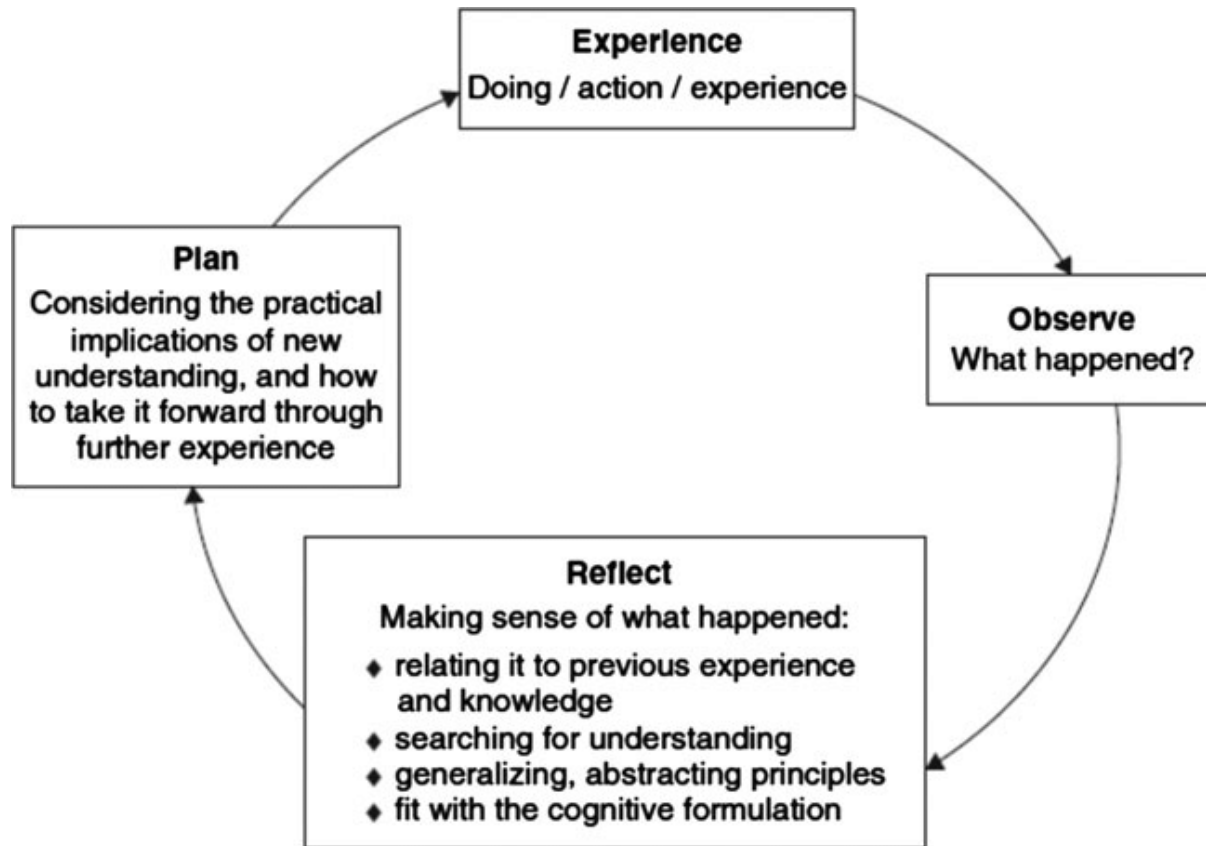 Experience
Doing / action / experience
Observe
What happened?
Reflect
Making sense of what happened:
♦ relating it to previous experience
and knowledge
♦ searching for understanding
♦ generalizing, abstracting principles
♦ fit with the cognitive formulation
Plan
Considering the practical
implications of new
understanding, and how
to take it forward through
further experience